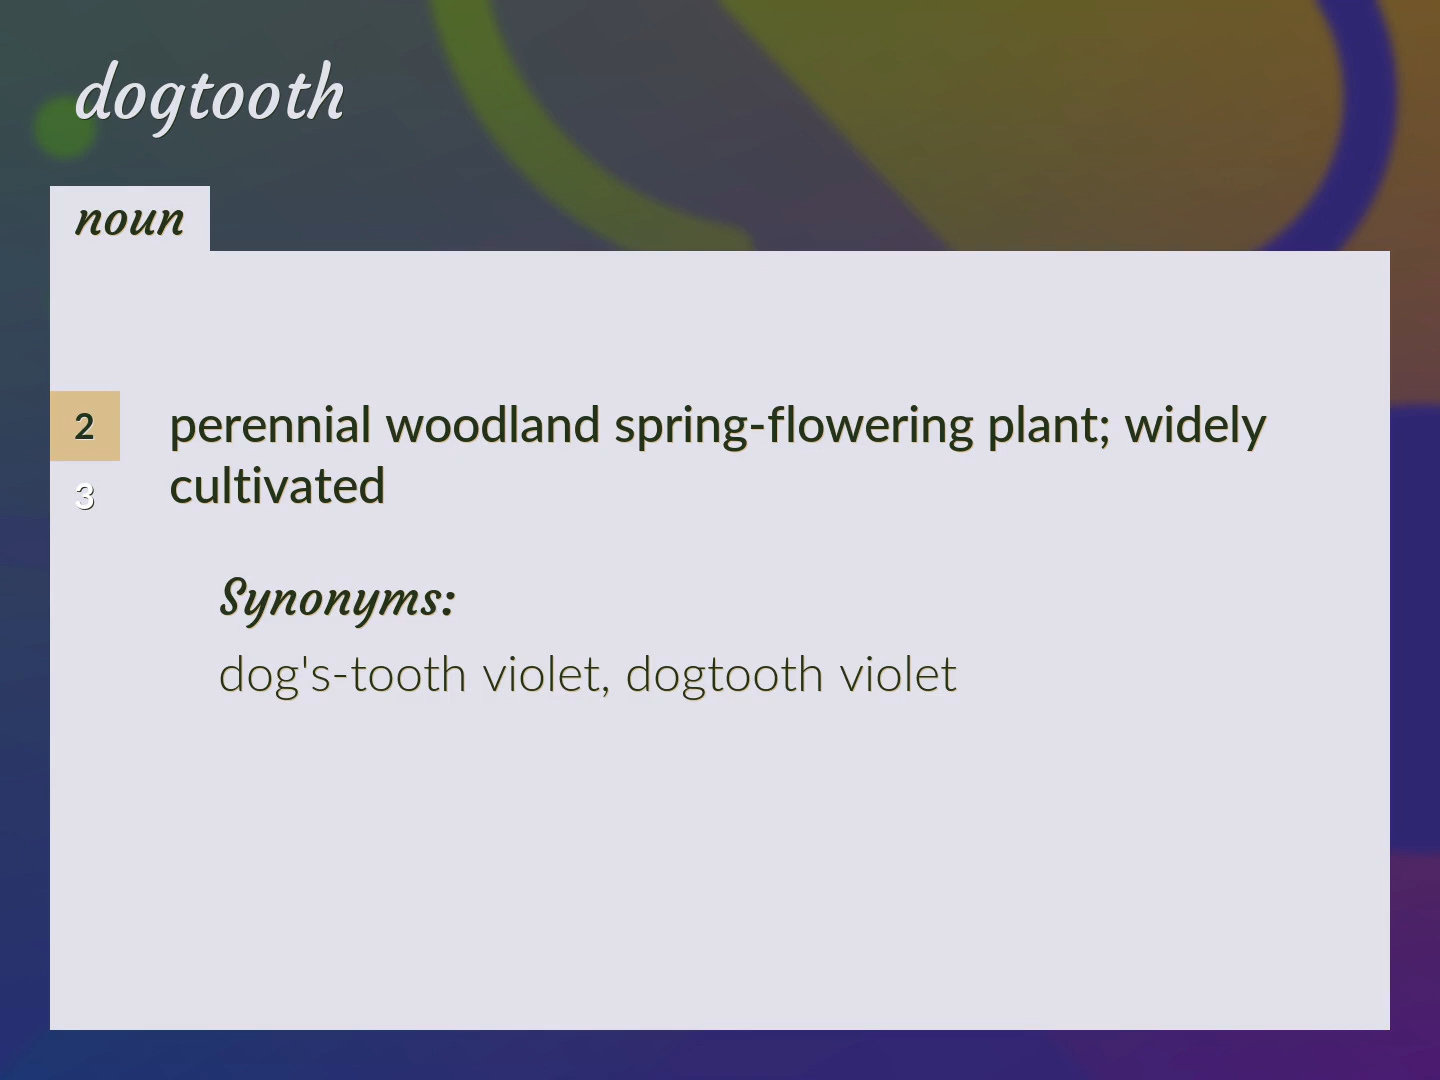 dogtooth
noun
2
perennial woodland spring-flowering plant; widely
cultivated
3
Synonyms:
dog's-tooth violet, dogtooth violet